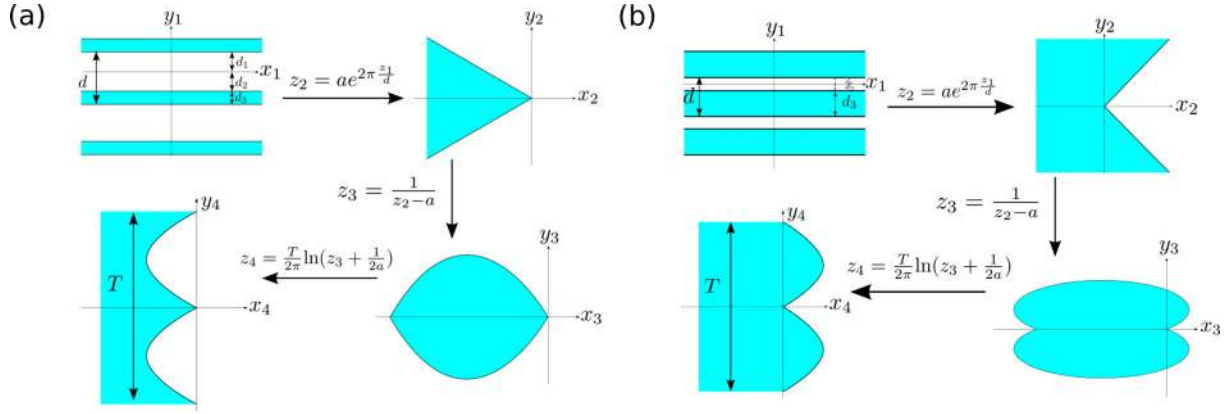 (a)
y₁
d
d₁
x₁
d₂
d₃
z₂ = ae^{2π z₁/d}
y₂
x₂
z₃ = 1/(z₂−a)
y₃
x₃
z₄ = T/2π ln(z₃ + 1/2a)
y₄
T
x₄
(b)
y₁
x₁
d
d₃
z₂ = ae^{2π z₁/d}
y₂
x₂
z₃ = 1/(z₂−a)
y₃
x₃
z₄ = T/2π ln(z₃ + 1/2a)
y₄
T
x₄